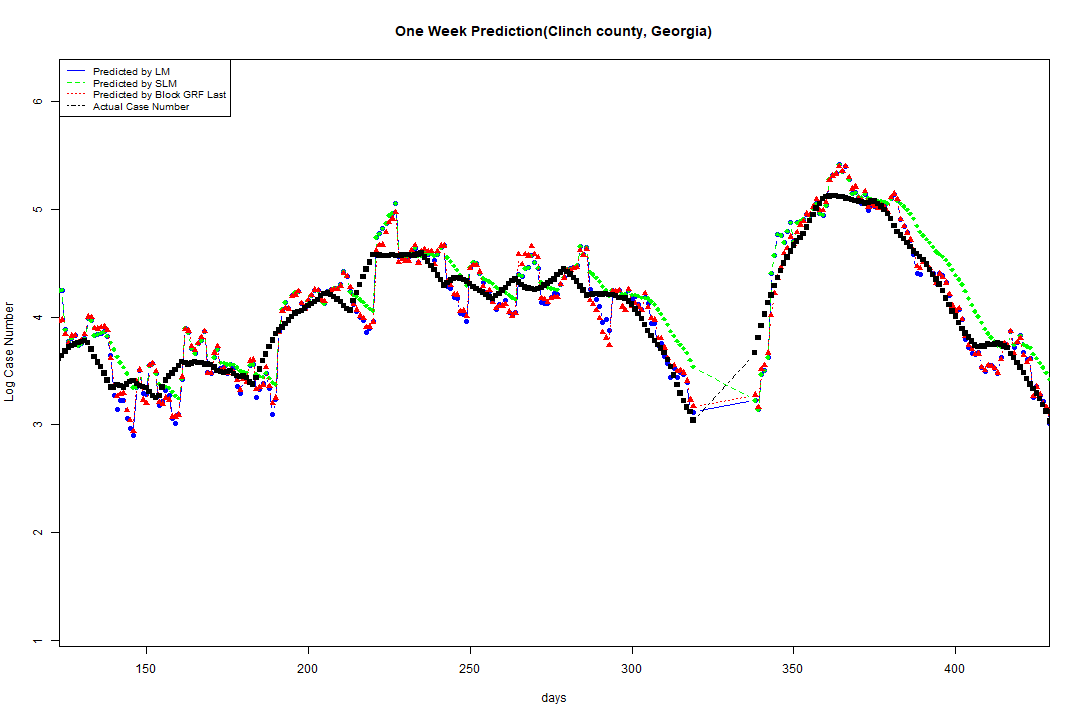 One Week Prediction(Clinch county, Georgia)
Predicted by LM
Predicted by SLM
Predicted by Block GRF Last
Actual Case Number
Log Case Number
6
5
4
3
2
1
150 200 250 300 350 400
days